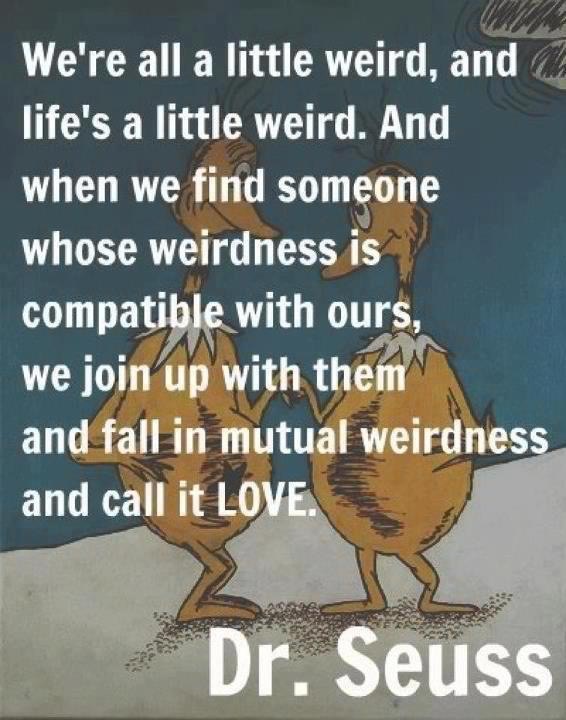 We're all a little weird, and
life's a little weird. And
when we find someone
whose weirdness is
compatible with ours,
we join up with them
and fall in mutual weirdness
and call it LOVE.
Dr. Seuss